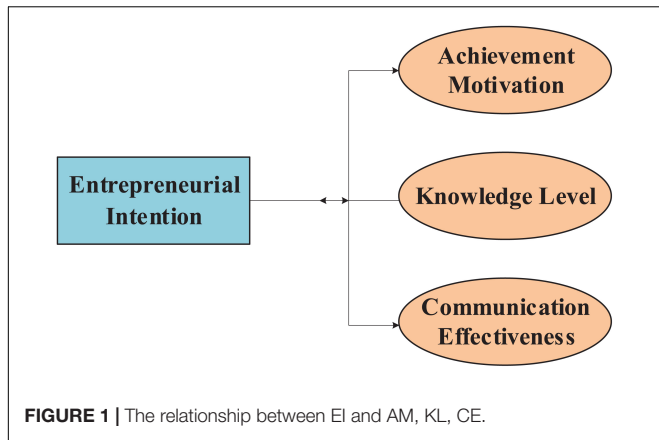 Achievement
Motivation
Entrepreneurial
Intention
Knowledge Level
Communication
Effectiveness
FIGURE 1 | The relationship between EI and AM, KL, CE.